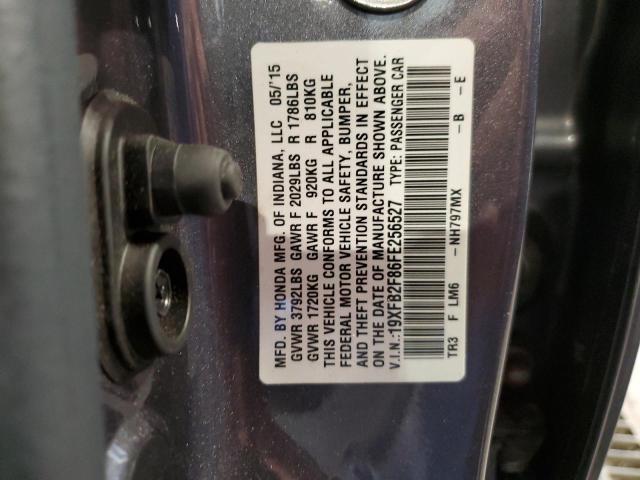 MFD. BY HONDA MFG. OF INDIANA, LLC 05/'15
GVWR 3792LBS GAWR F 2029LBS R 1786LBS
GVWR 1720KG GAWR F 920KG R 810KG
THIS VEHICLE CONFORMS TO ALL APPLICABLE
FEDERAL MOTOR VEHICLE SAFETY, BUMPER,
AND THEFT PREVENTION STANDARDS IN EFFECT
ON THE DATE OF MANUFACTURE SHOWN ABOVE.
V.I.N.:19XFB2F86FE256527 TYPE: PASSENGER CAR
TR3 F LM6 -NH797MX -B -E